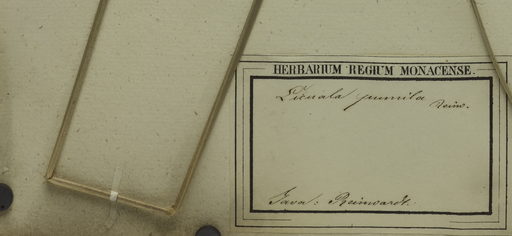 HERBARIUM REGIUM MONACENSE.
Licuala pumila
Reinw.
Java: Reinwardt.